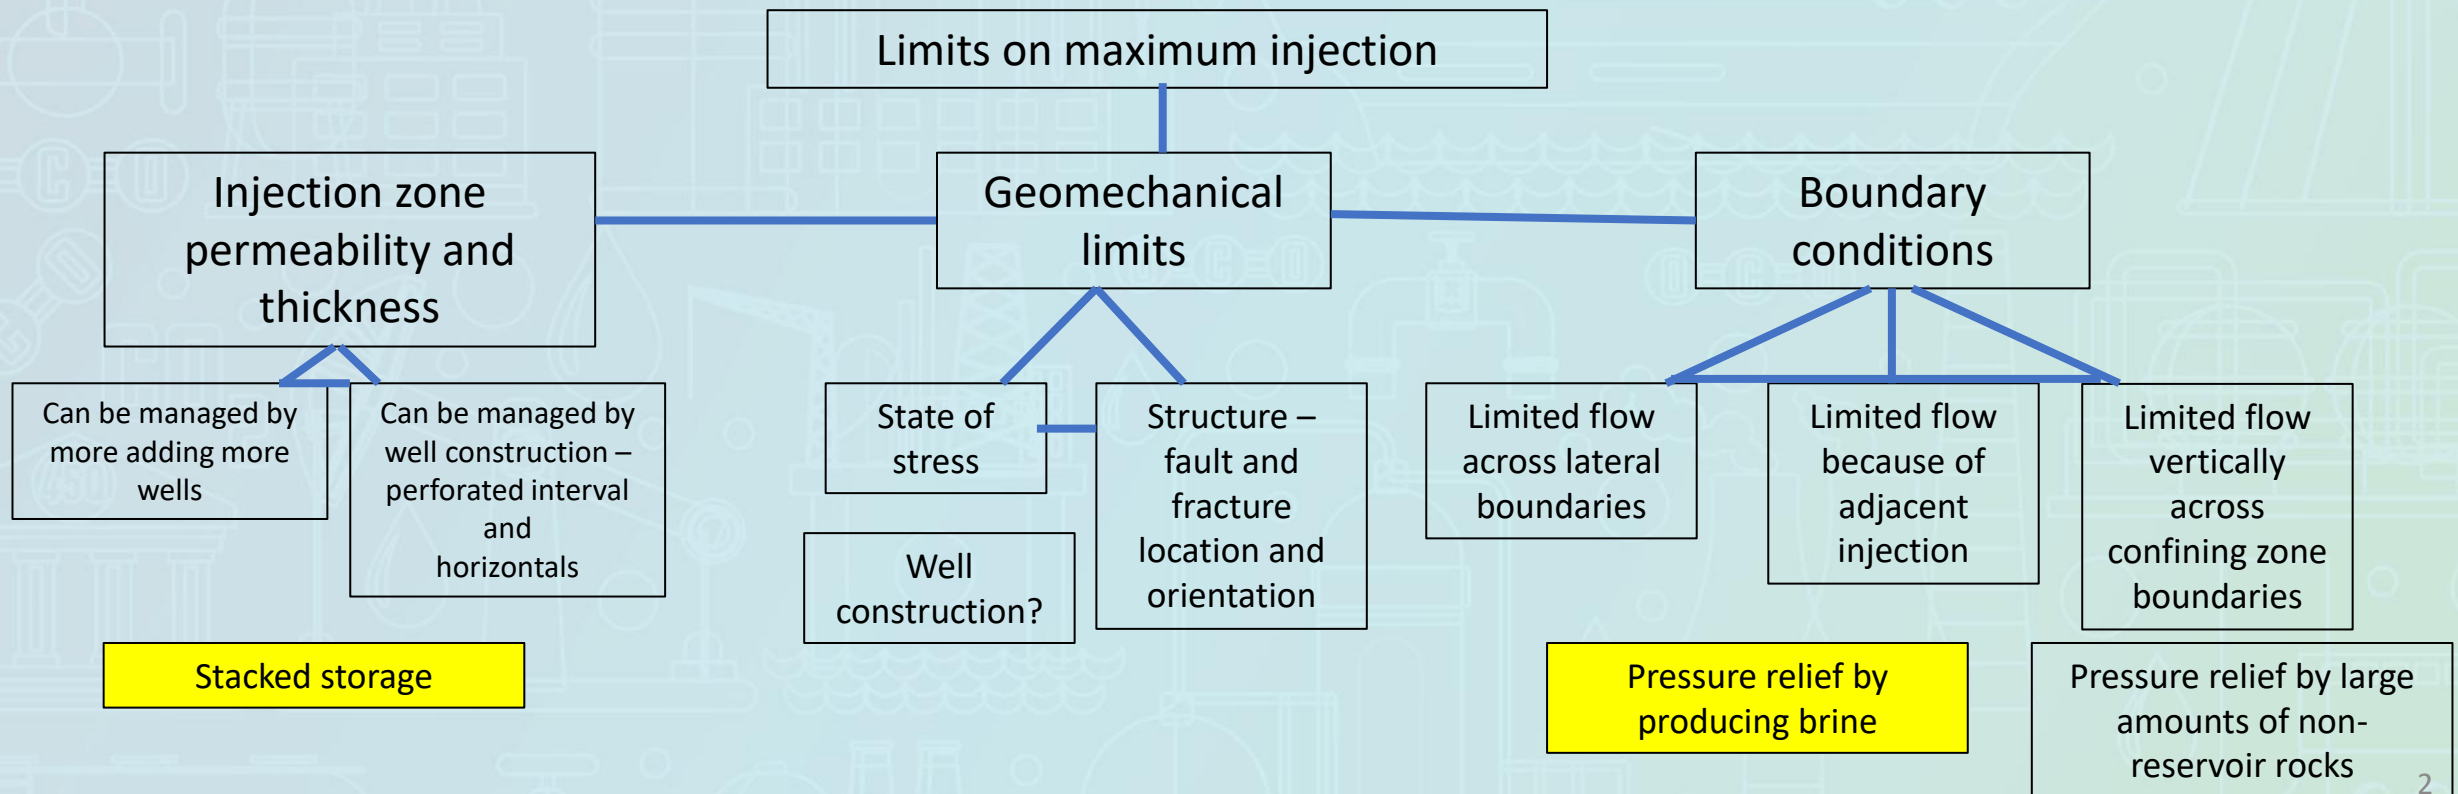 Limits on maximum injection
Injection zone
permeability and
thickness
Geomechanical
limits
Boundary
conditions
Can be managed by
more adding more
wells
Can be managed by
well construction –
perforated interval
and
horizontals
State of
stress
Structure –
fault and
fracture
location and
orientation
Well
construction?
Limited flow
across lateral
boundaries
Limited flow
because of
adjacent
injection
Limited flow
vertically
across
confining zone
boundaries
Stacked storage
Pressure relief by
producing brine
Pressure relief by large
amounts of non-
reservoir rocks
2